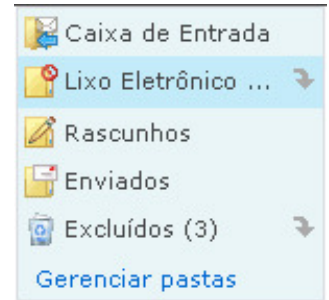 Caixa de Entrada
Lixo Eletrônico ...
Rascunhos
Enviados
Excluídos (3)
Gerenciar pastas